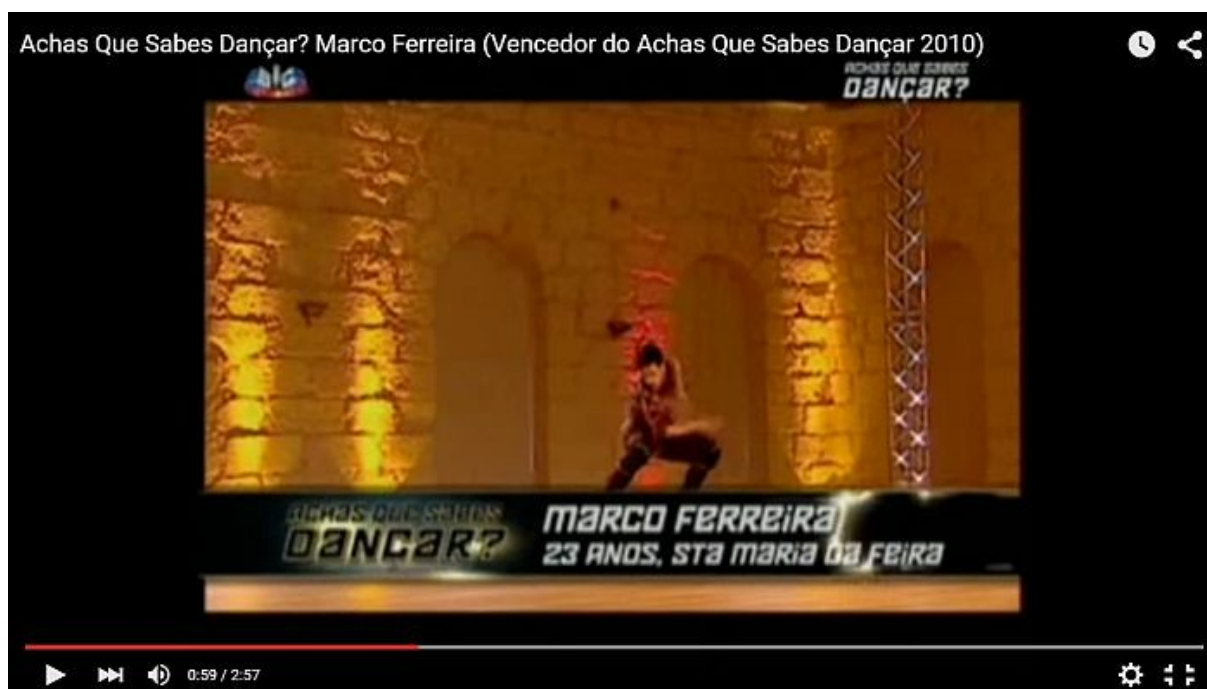 Achas Que Sabes Dançar? Marco Ferreira (Vencedor do Achas Que Sabes Dançar 2010)
SIC
ACHAS QUE SABES
DANÇAR?
ACHAS QUE SABES
DANÇAR?
MARCO FERREIRA
23 ANOS, STA MARIA DA FEIRA
0:59 / 2:57